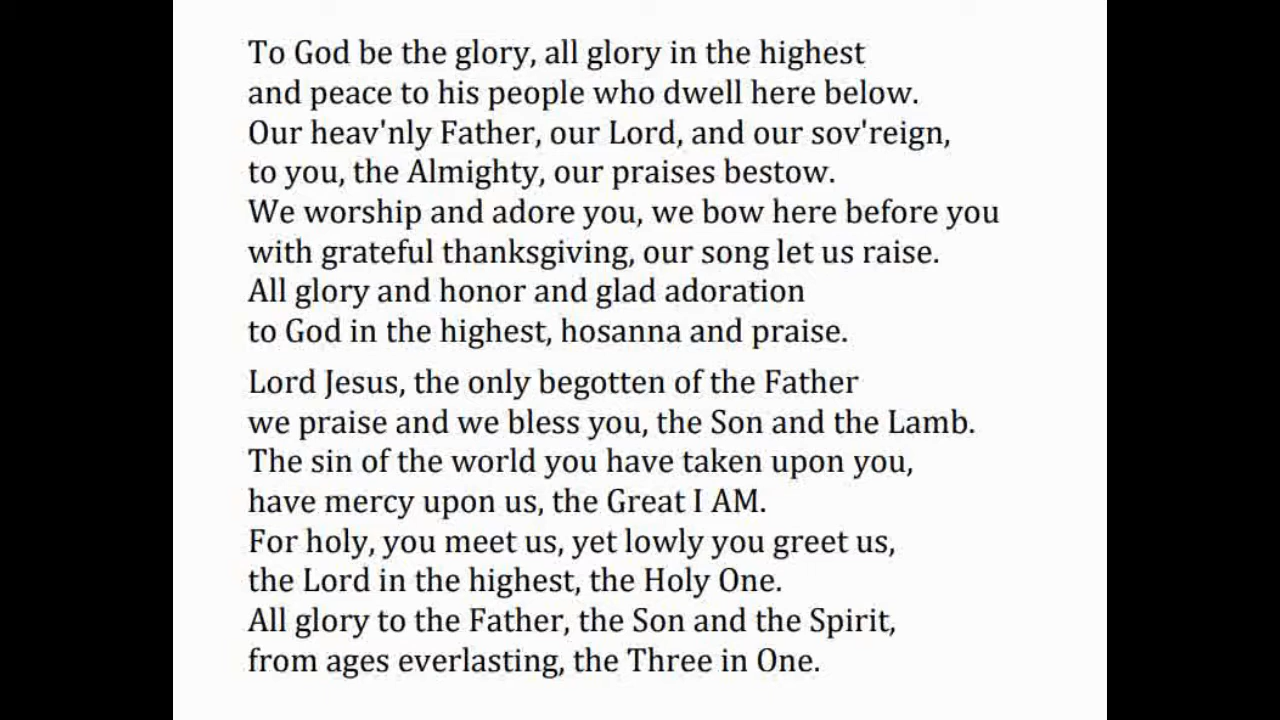 To God be the glory, all glory in the highest
and peace to his people who dwell here below.
Our heav'nly Father, our Lord, and our sov'reign,
to you, the Almighty, our praises bestow.
We worship and adore you, we bow here before you
with grateful thanksgiving, our song let us raise.
All glory and honor and glad adoration
to God in the highest, hosanna and praise.
Lord Jesus, the only begotten of the Father
we praise and we bless you, the Son and the Lamb.
The sin of the world you have taken upon you,
have mercy upon us, the Great I AM.
For holy, you meet us, yet lowly you greet us,
the Lord in the highest, the Holy One.
All glory to the Father, the Son and the Spirit,
from ages everlasting, the Three in One.